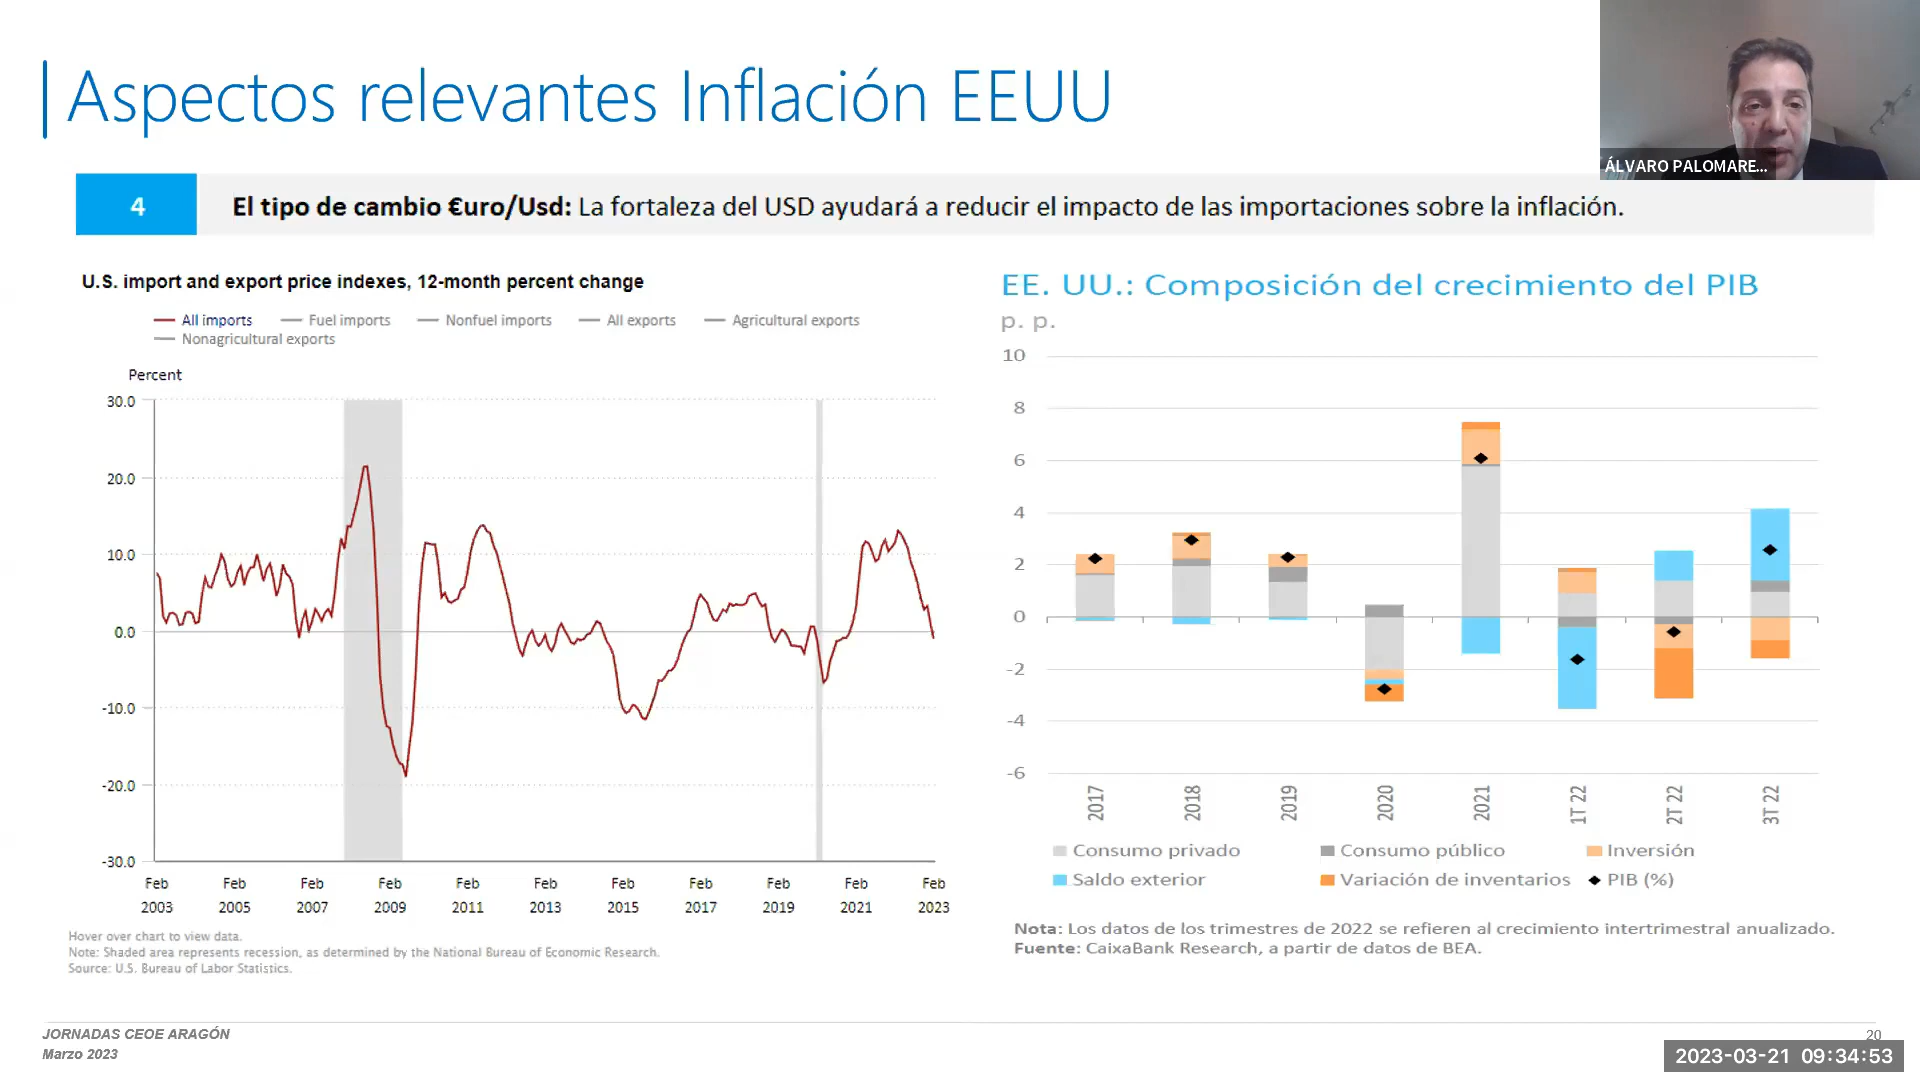 Aspectos relevantes Inflación EEUU
ÁLVARO PALOMARE...
4
El tipo de cambio €uro/Usd: La fortaleza del USD ayudará a reducir el impacto de las importaciones sobre la inflación.
U.S. import and export price indexes, 12-month percent change
All imports
Fuel imports
Nonfuel imports
All exports
Agricultural exports
Nonagricultural exports
Percent
30.0
20.0
10.0
0.0
-10.0
-20.0
-30.0
Feb 2003
Feb 2005
Feb 2007
Feb 2009
Feb 2011
Feb 2013
Feb 2015
Feb 2017
Feb 2019
Feb 2021
Feb 2023
Hover over chart to view data.
Note: Shaded area represents recession, as determined by the National Bureau of Economic Research.
Source: U.S. Bureau of Labor Statistics.
EE. UU.: Composición del crecimiento del PIB
p. p.
10
8
6
4
2
0
-2
-4
-6
2017
2018
2019
2020
2021
1T 22
2T 22
3T 22
Consumo privado
Consumo público
Inversión
Saldo exterior
Variación de inventarios
PIB (%)
Nota: Los datos de los trimestres de 2022 se refieren al crecimiento intertrimestral anualizado.
Fuente: CaixaBank Research, a partir de datos de BEA.
JORNADAS CEOE ARAGÓN
Marzo 2023
20
2023-03-21 09:34:53